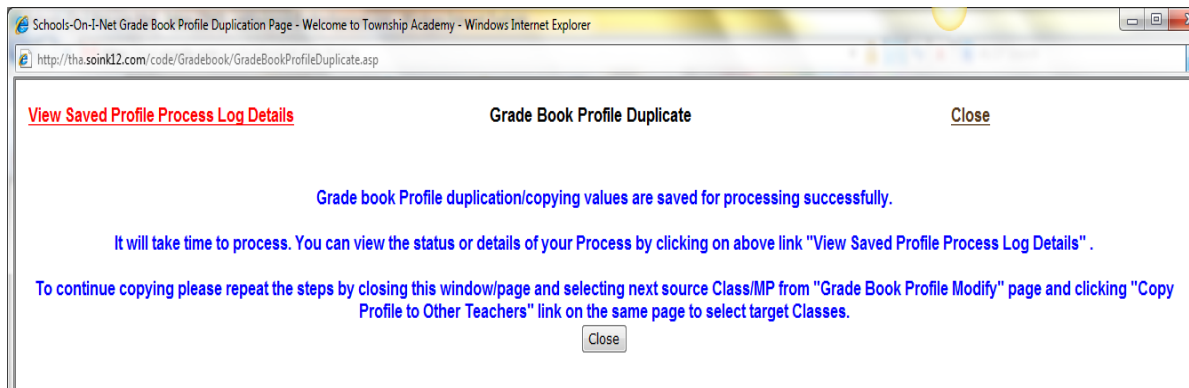 Schools-On-I-Net Grade Book Profile Duplication Page - Welcome to Township Academy - Windows Internet Explorer
http://tha.soink12.com/code/Gradebook/GradeBookProfileDuplicate.asp
View Saved Profile Process Log Details Grade Book Profile Duplicate Close
Grade book Profile duplication/copying values are saved for processing successfully.
It will take time to process. You can view the status or details of your Process by clicking on above link "View Saved Profile Process Log Details" .
To continue copying please repeat the steps by closing this window/page and selecting next source Class/MP from "Grade Book Profile Modify" page and clicking "Copy
Profile to Other Teachers" link on the same page to select target Classes.
Close